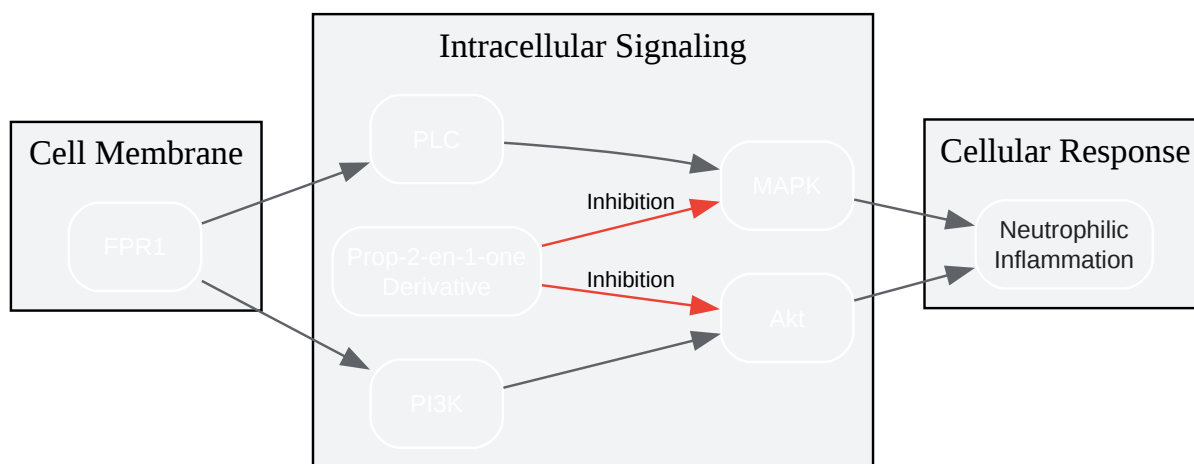 Intracellular Signaling
Cell Membrane
FPR1
PLC
Prop-2-en-1-one
Derivative
PI3K
Inhibition
Inhibition
MAPK
Akt
Cellular Response
Neutrophilic
Inflammation